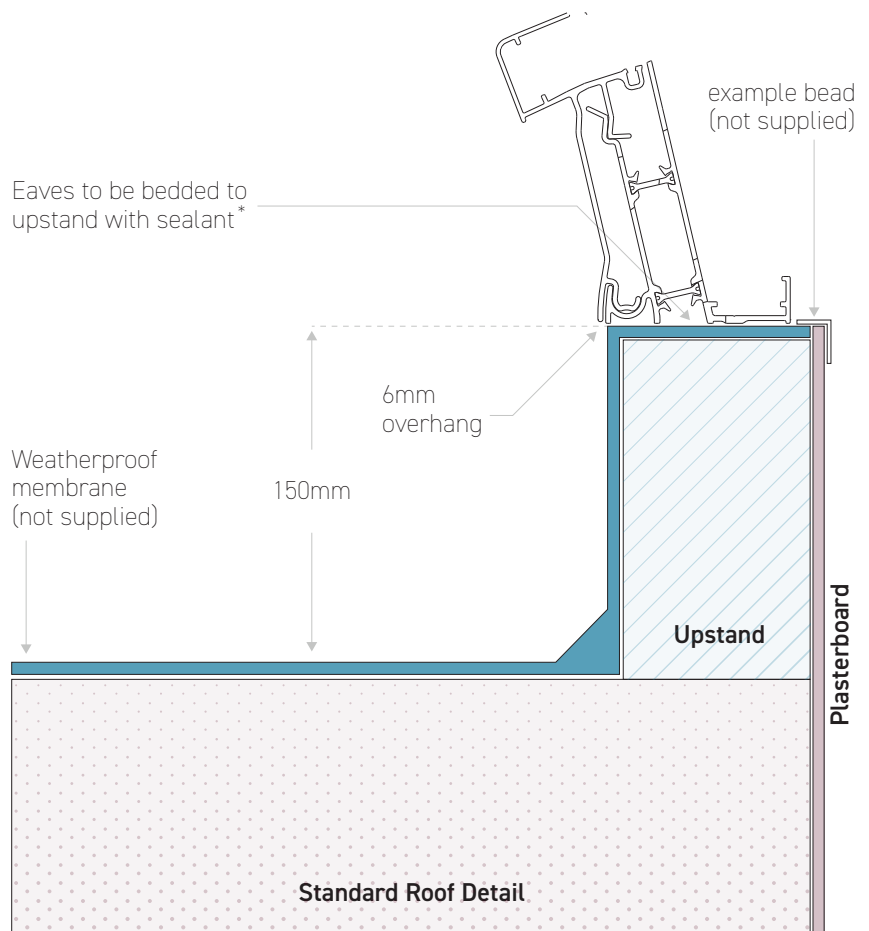 example bead
(not supplied)
Eaves to be bedded to
upstand with sealant*
6mm
overhang
Weatherproof
membrane
(not supplied)
150mm
Upstand
Plasterboard
Standard Roof Detail